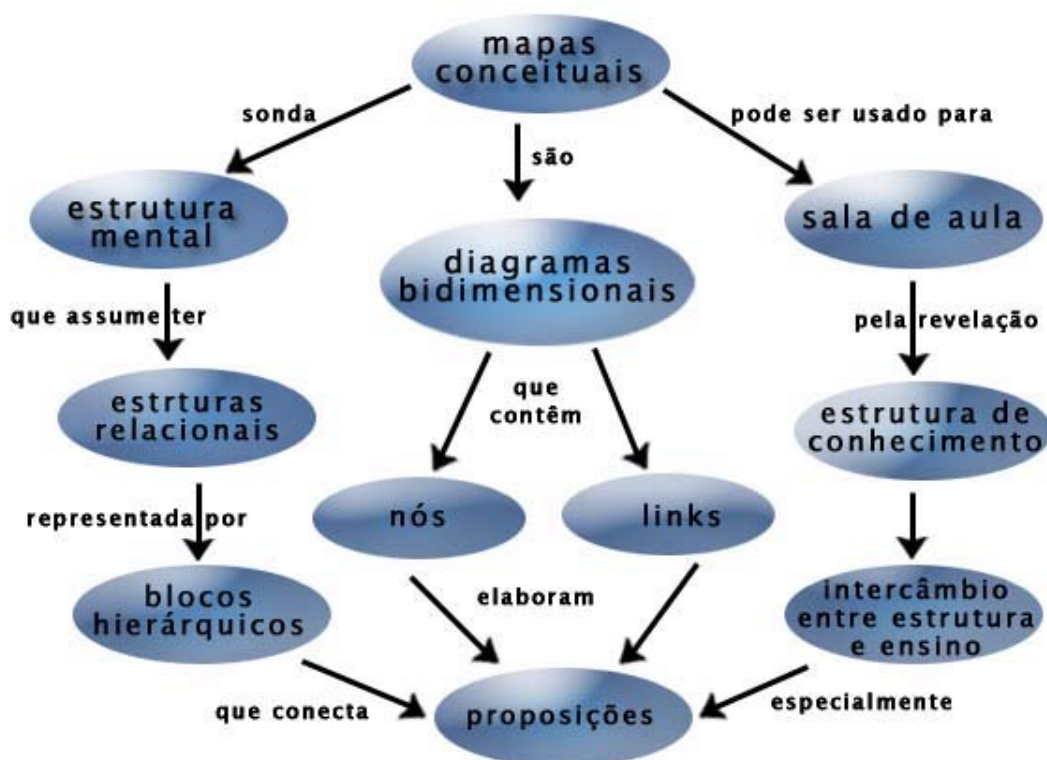 mapas
conceituais
sonda
pode ser usado para
são
estrutura
mental
sala de aula
diagramas
bidimensionais
que assume ter
pela revelação
estrturas
relacionais
que
contêm
estrutura de
conhecimento
representada por
nós
links
blocos
hierárquicos
elaboram
intercâmbio
entre estrutura
e ensino
que conecta
proposições
especialmente